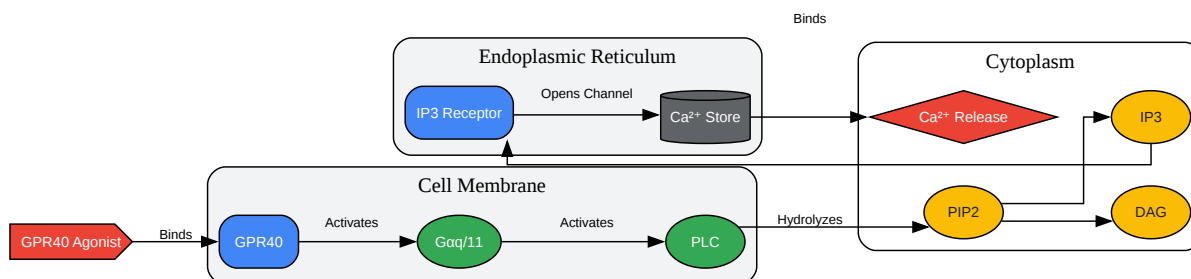 Binds
Endoplasmic Reticulum
Cytoplasm
IP3 Receptor
Opens Channel
Ca²⁺ Store
Ca²⁺ Release
IP3
Cell Membrane
GPR40 Agonist
Binds
GPR40
Activates
Gαq/11
Activates
PLC
Hydrolyzes
PIP2
DAG